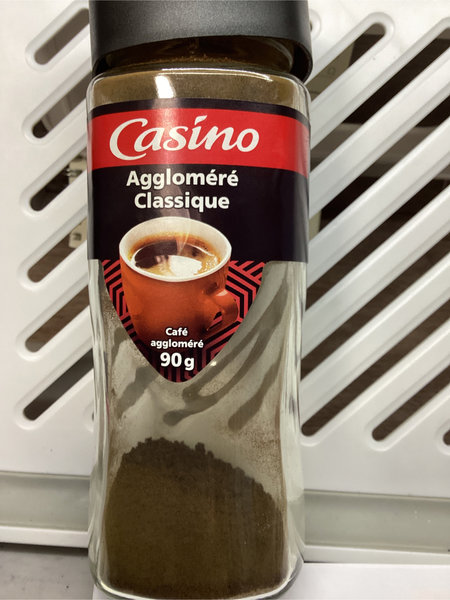 Casino
Aggloméré
Classique
Café
aggloméré
90g